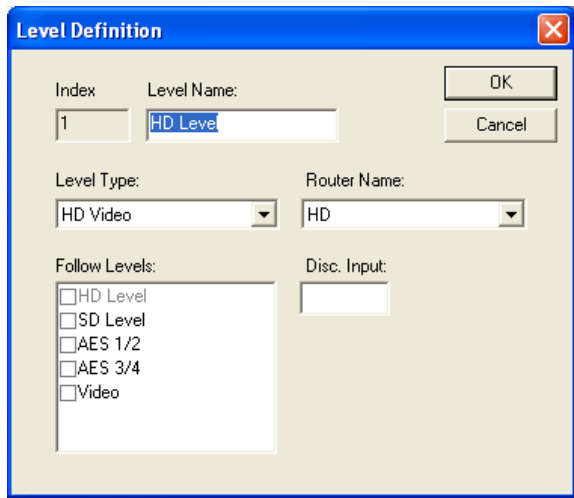 Level Definition
Index
Level Name:
OK
1
HD Level
Cancel
Level Type:
Router Name:
HD Video
HD
Follow Levels:
Disc. Input:
HD Level
SD Level
AES 1/2
AES 3/4
Video